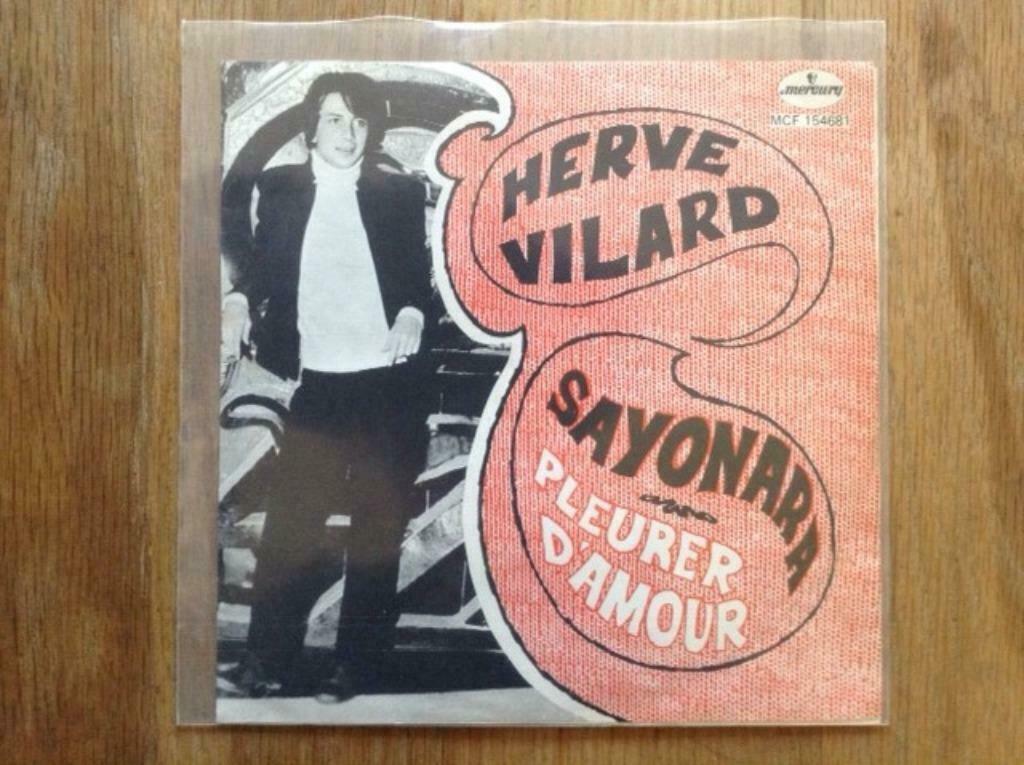 mercury
MCF 154681
HERVE
VILARD
SAYONARA
PLEURER
D'AMOUR